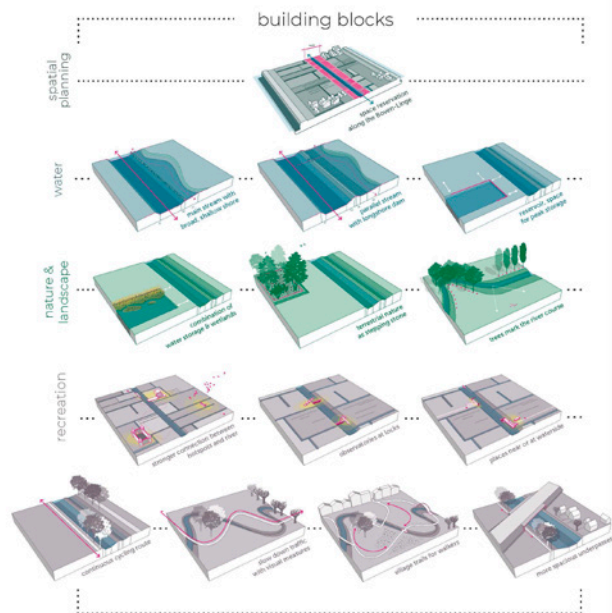 building blocks
spatial
planning
space reservation
along the Boven-Linge
water
main stream with
broad, shallow shore
parallel stream
with longshore dam
reservoir, space
for peak storage
nature &
landscape
combination of
water storage & wetlands
terrestrial nature
as stepping stone
trees mark the river course
recreation
stronger connection between
hotspots and river
observatories at locks
places near or at waterside
continuous cycling route
slow down traffic
with visual measures
village trails for walkers
more spacious underpasses